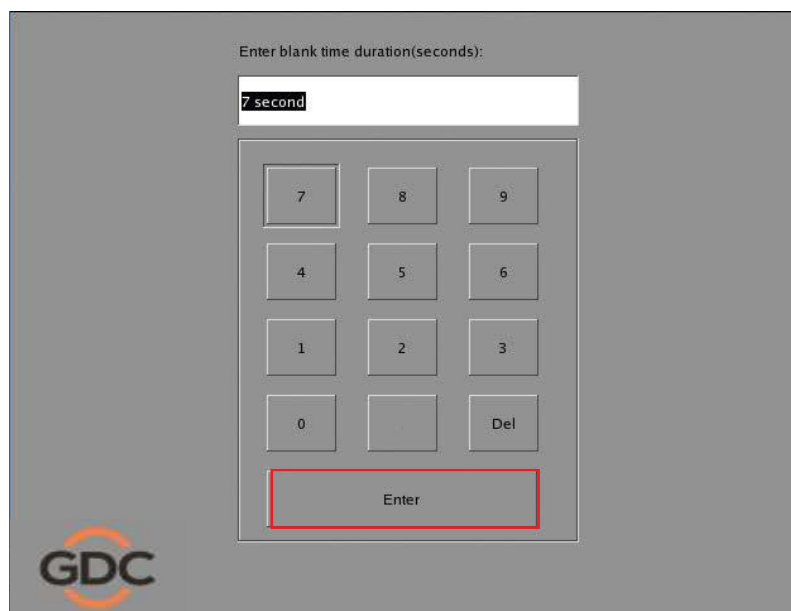 Enter blank time duration(seconds):
7 second
7 8 9
4 5 6
1 2 3
0 . Del
Enter
GDC